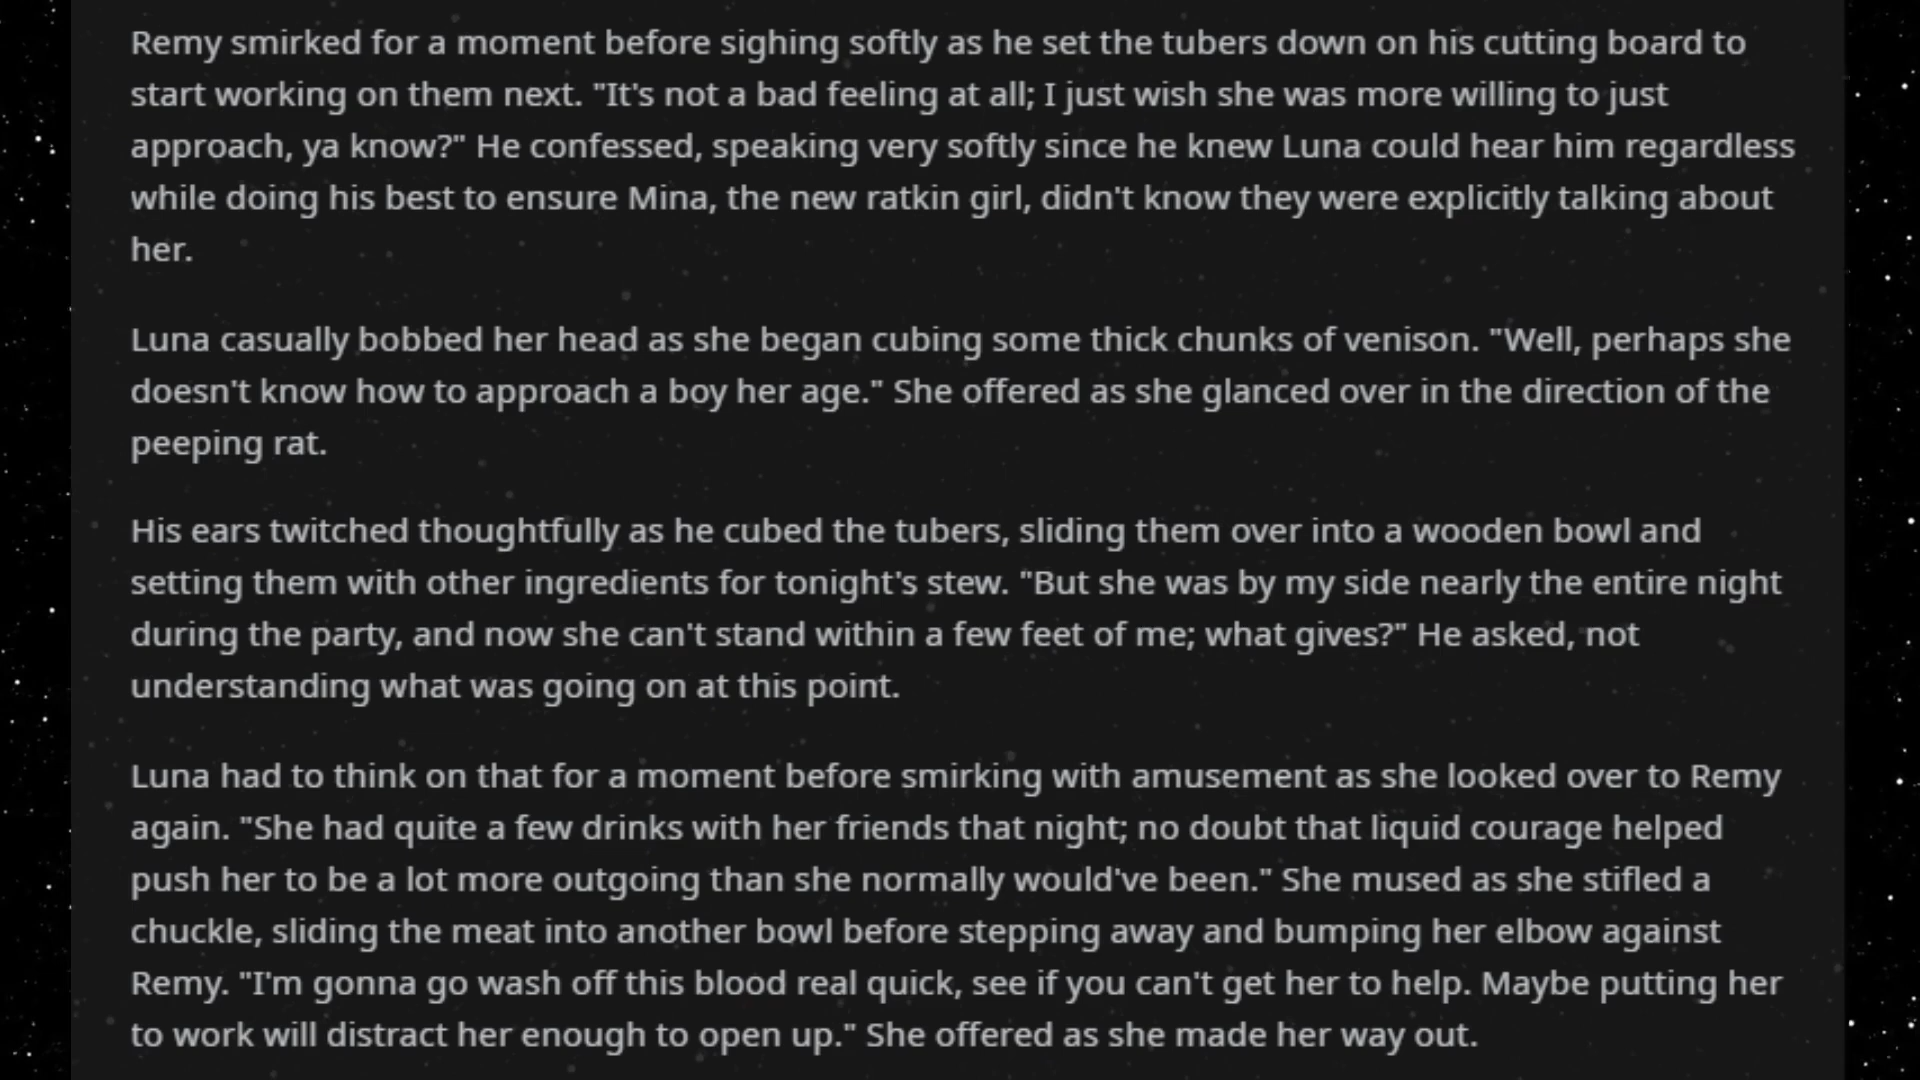 Remy smirked for a moment before sighing softly as he set the tubers down on his cutting board to
start working on them next. "It's not a bad feeling at all; I just wish she was more willing to just
approach, ya know?" He confessed, speaking very softly since he knew Luna could hear him regardless
while doing his best to ensure Mina, the new ratkin girl, didn't know they were explicitly talking about
her.
Luna casually bobbed her head as she began cubing some thick chunks of venison. "Well, perhaps she
doesn't know how to approach a boy her age." She offered as she glanced over in the direction of the
peeping rat.
His ears twitched thoughtfully as he cubed the tubers, sliding them over into a wooden bowl and
setting them with other ingredients for tonight's stew. "But she was by my side nearly the entire night
during the party, and now she can't stand within a few feet of me; what gives?" He asked, not
understanding what was going on at this point.
Luna had to think on that for a moment before smirking with amusement as she looked over to Remy
again. "She had quite a few drinks with her friends that night; no doubt that liquid courage helped
push her to be a lot more outgoing than she normally would've been." She mused as she stifled a
chuckle, sliding the meat into another bowl before stepping away and bumping her elbow against
Remy. "I'm gonna go wash off this blood real quick, see if you can't get her to help. Maybe putting her
to work will distract her enough to open up." She offered as she made her way out.